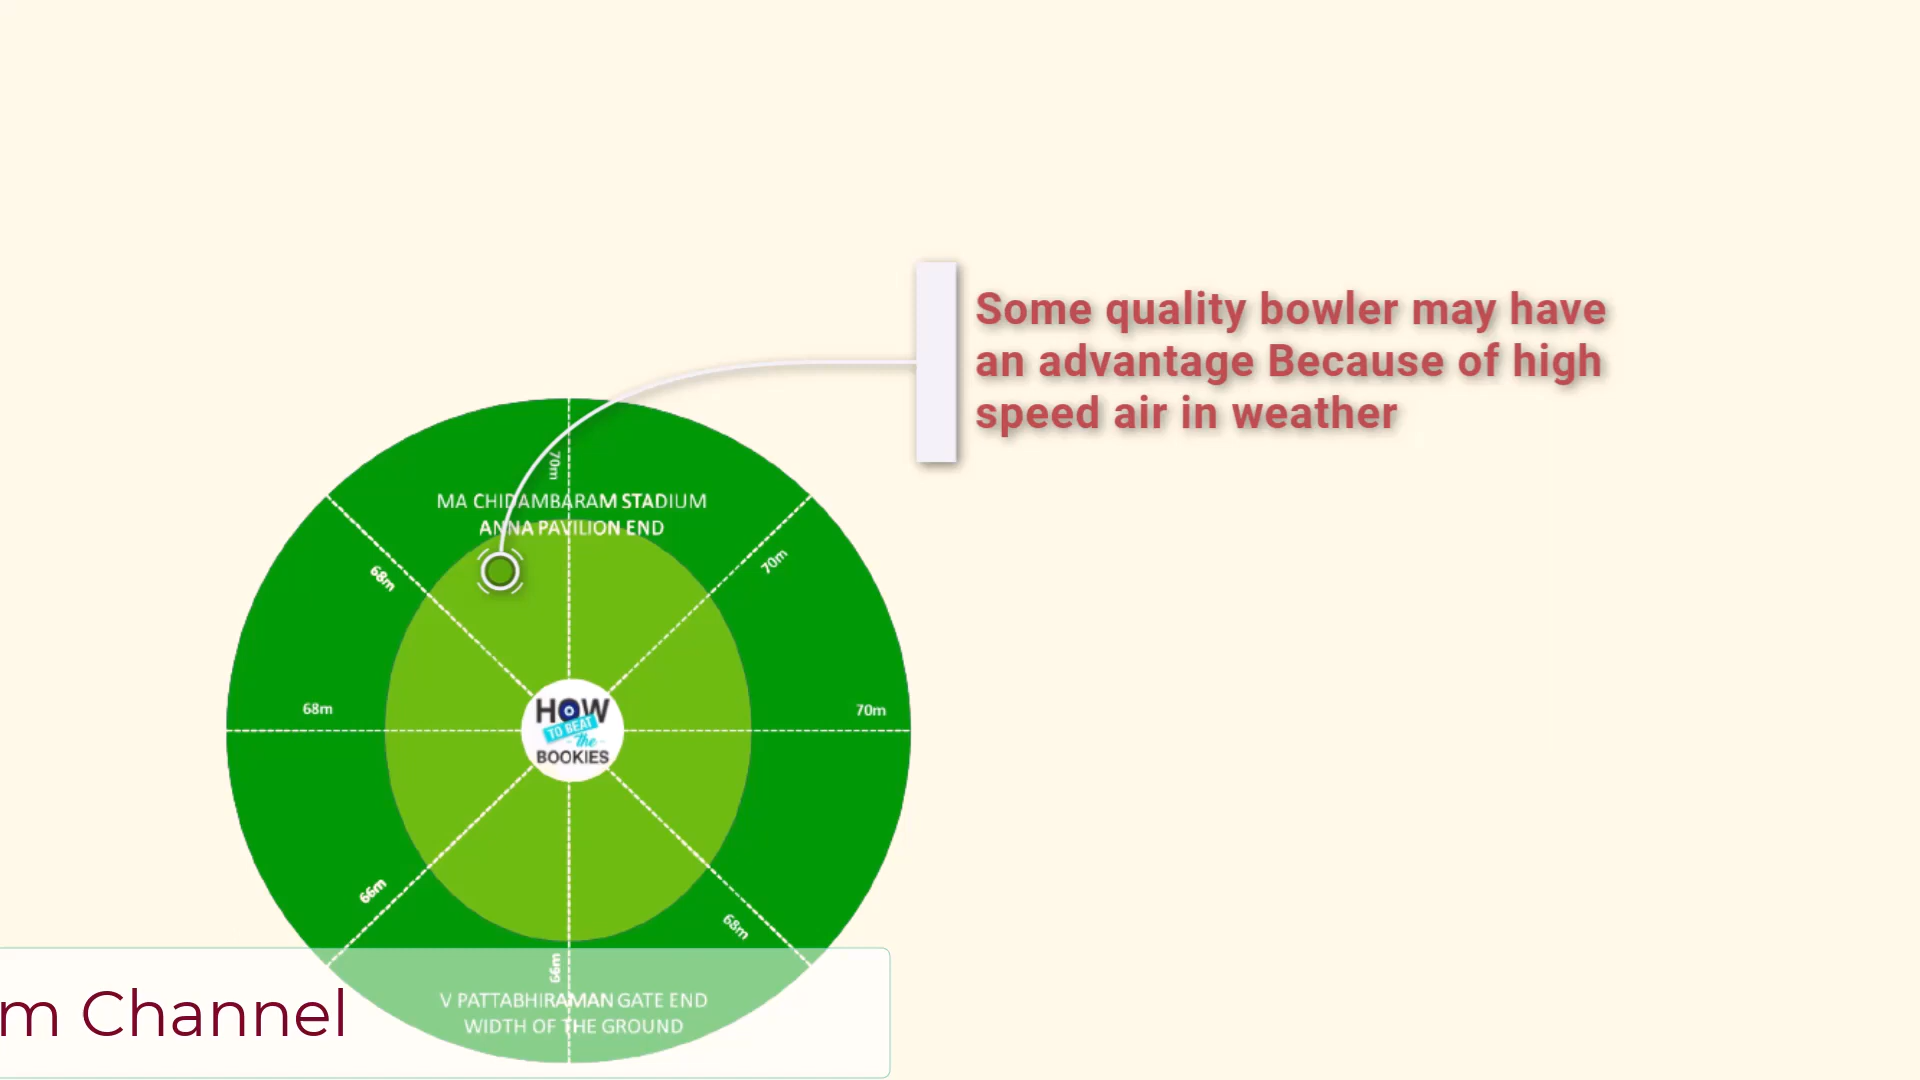 Some quality bowler may have
an advantage Because of high
speed air in weather
70m
MA CHIDAMBARAM STADIUM
ANNA PAVILION END
68m
70m
68m
HOW
TO BEAT
the
BOOKIES
70m
66m
68m
66m
V PATTABHIRAMAN GATE END
WIDTH OF THE GROUND
m Channel